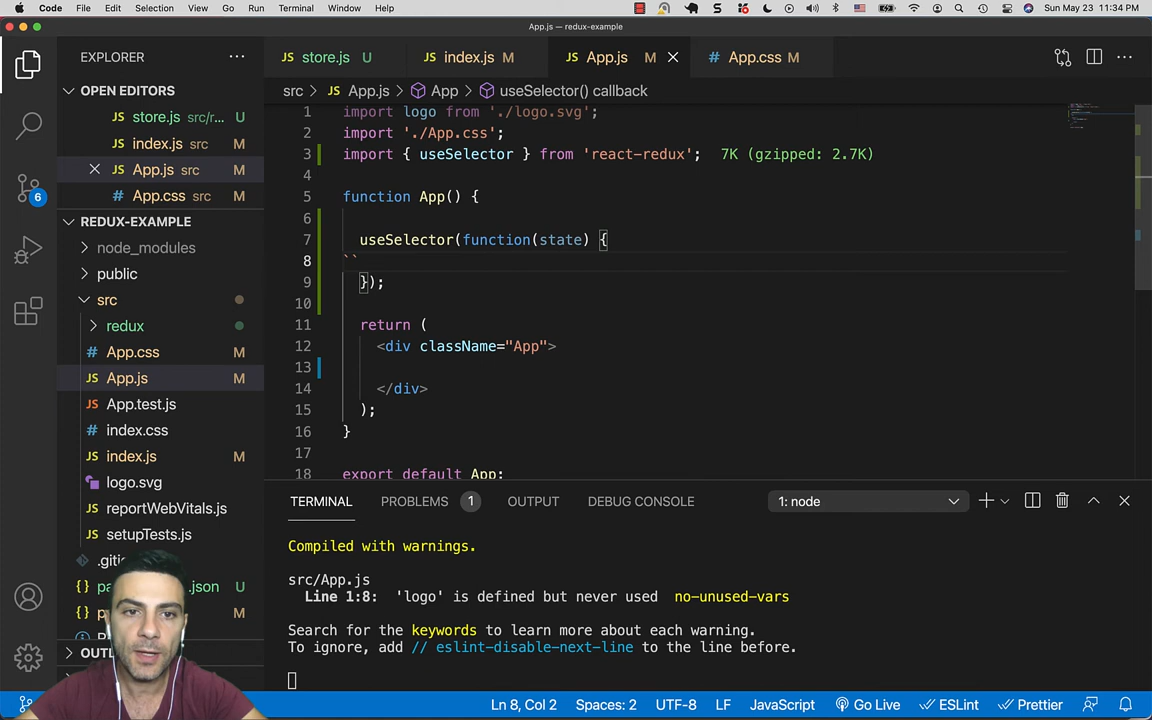 Code File Edit Selection View Go Run Terminal Window Help Sun May 23 11:34 PM
App.js — redux-example
EXPLORER
OPEN EDITORS
store.js src/r... U
index.js src M
App.js src M
App.css src M
REDUX-EXAMPLE
node_modules
public
src
redux
App.css M
App.js M
App.test.js
index.css
index.js M
logo.svg
reportWebVitals.js
setupTests.js
.json U
M
6
store.js U index.js M App.js M App.css M
src > App.js > App > useSelector() callback
1 import logo from './logo.svg';
2 import './App.css';
3 import { useSelector } from 'react-redux'; 7K (gzipped: 2.7K)
4
5 function App() {
6
7 useSelector(function(state) {
8 ``
9 });
10
11 return (
12 <div className="App">
13
14 </div>
15 );
16 }
17
18 export default App;
TERMINAL PROBLEMS 1 OUTPUT DEBUG CONSOLE 1: node
Compiled with warnings.
src/App.js
Line 1:8: 'logo' is defined but never used no-unused-vars
Search for the keywords to learn more about each warning.
To ignore, add // eslint-disable-next-line to the line before.
Ln 8, Col 2 Spaces: 2 UTF-8 LF JavaScript Go Live ESLint Prettier